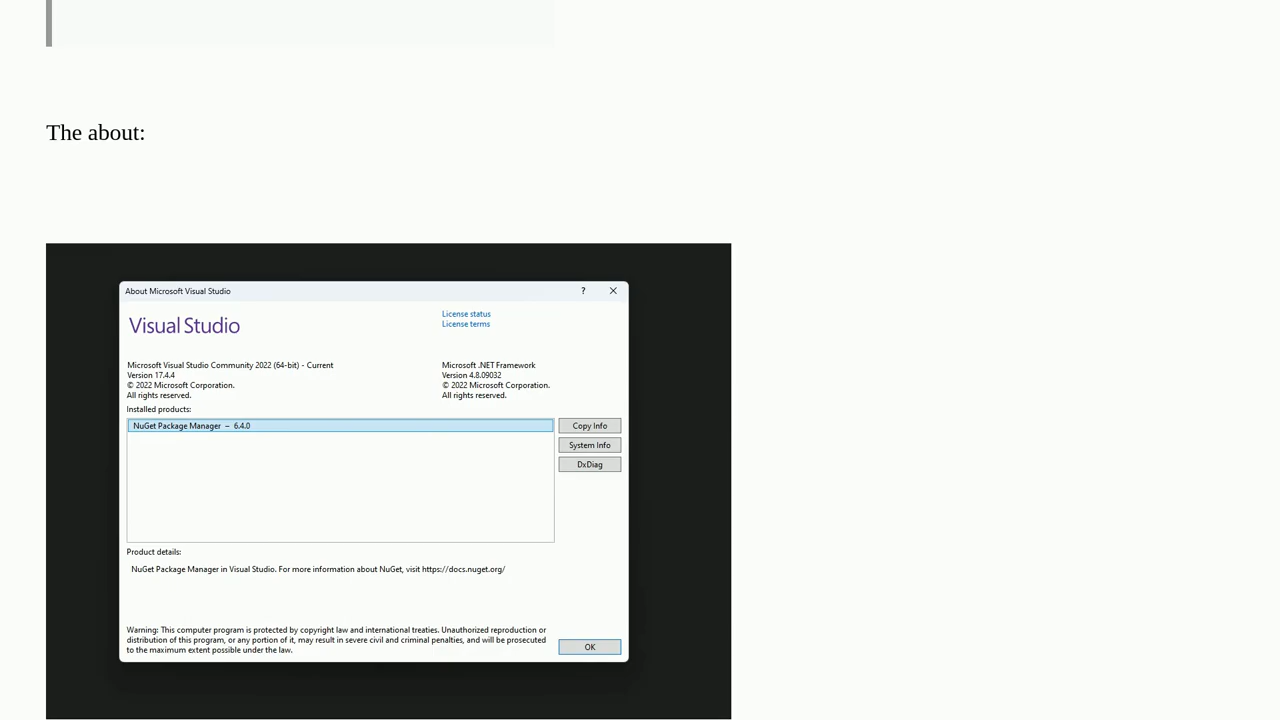 The about:
About Microsoft Visual Studio
?
Visual Studio
License status
License terms
Microsoft Visual Studio Community 2022 (64-bit) - Current
Version 17.4.4
© 2022 Microsoft Corporation.
All rights reserved.
Microsoft .NET Framework
Version 4.8.09032
© 2022 Microsoft Corporation.
All rights reserved.
Installed products:
NuGet Package Manager – 6.4.0
Copy Info
System Info
DxDiag
Product details:
NuGet Package Manager in Visual Studio. For more information about NuGet, visit https://docs.nuget.org/
Warning: This computer program is protected by copyright law and international treaties. Unauthorized reproduction or
distribution of this program, or any portion of it, may result in severe civil and criminal penalties, and will be prosecuted
to the maximum extent possible under the law.
OK